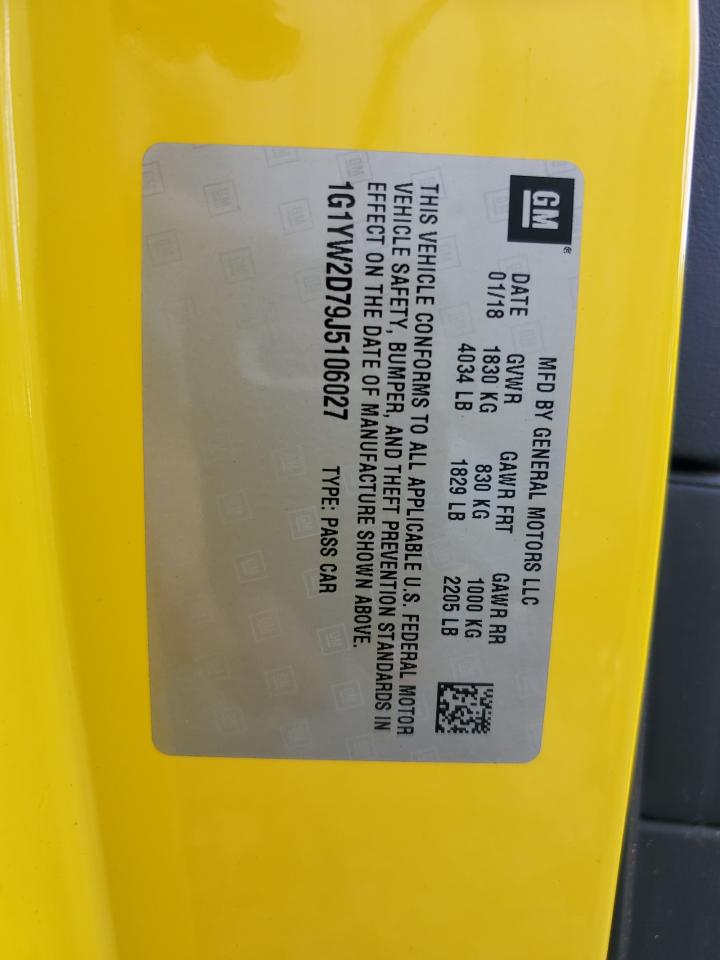 GM®
MFD BY GENERAL MOTORS LLC
DATE GVWR GAWR FRT GAWR RR
01/18 1830 KG 830 KG 1000 KG
4034 LB 1829 LB 2205 LB
THIS VEHICLE CONFORMS TO ALL APPLICABLE U.S. FEDERAL MOTOR
VEHICLE SAFETY, BUMPER, AND THEFT PREVENTION STANDARDS IN
EFFECT ON THE DATE OF MANUFACTURE SHOWN ABOVE.
1G1YW2D79J5106027 TYPE: PASS CAR